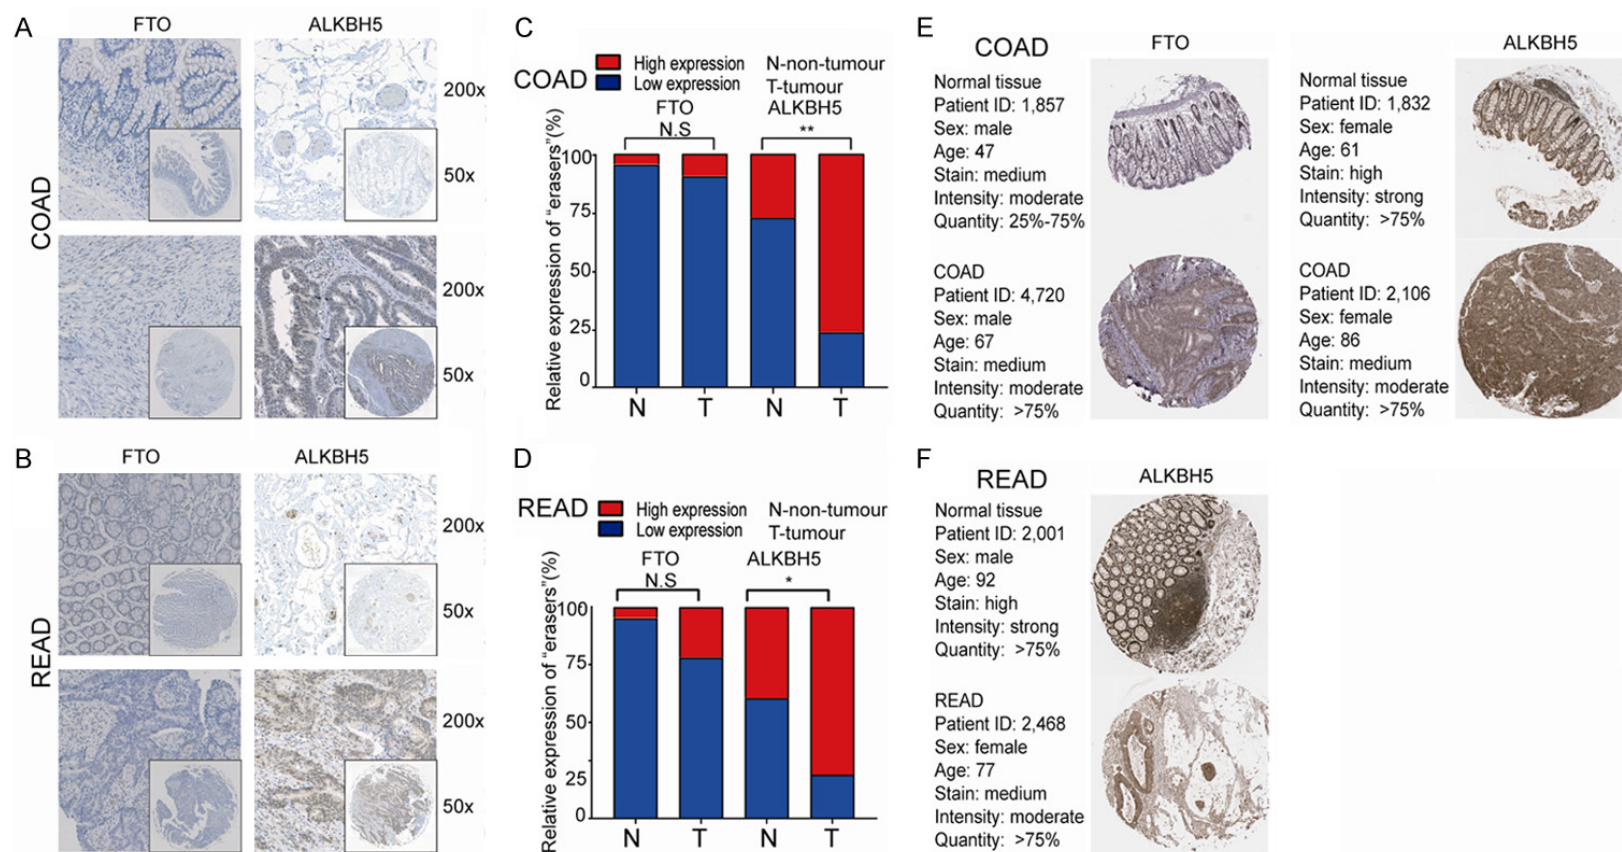 A
FTO
ALKBH5
COAD
200x
50x
200x
50x
B
FTO
ALKBH5
READ
200x
50x
200x
50x
C
COAD
High expression
Low expression
N-non-tumour
T-tumour
FTO
ALKBH5
N.S
**
Relative expression of "erasers"(%)
100
75
50
25
0
N
T
N
T
D
READ
High expression
Low expression
N-non-tumour
T-tumour
FTO
ALKBH5
N.S
*
Relative expression of "erasers"(%)
100
75
50
25
0
N
T
N
T
E
COAD
FTO
ALKBH5
Normal tissue
Patient ID: 1,857
Sex: male
Age: 47
Stain: medium
Intensity: moderate
Quantity: 25%-75%
Normal tissue
Patient ID: 1,832
Sex: female
Age: 61
Stain: high
Intensity: strong
Quantity: >75%
COAD
Patient ID: 4,720
Sex: male
Age: 67
Stain: medium
Intensity: moderate
Quantity: >75%
COAD
Patient ID: 2,106
Sex: female
Age: 86
Stain: medium
Intensity: moderate
Quantity: >75%
F
READ
ALKBH5
Normal tissue
Patient ID: 2,001
Sex: male
Age: 92
Stain: high
Intensity: strong
Quantity: >75%
READ
Patient ID: 2,468
Sex: female
Age: 77
Stain: medium
Intensity: moderate
Quantity: >75%